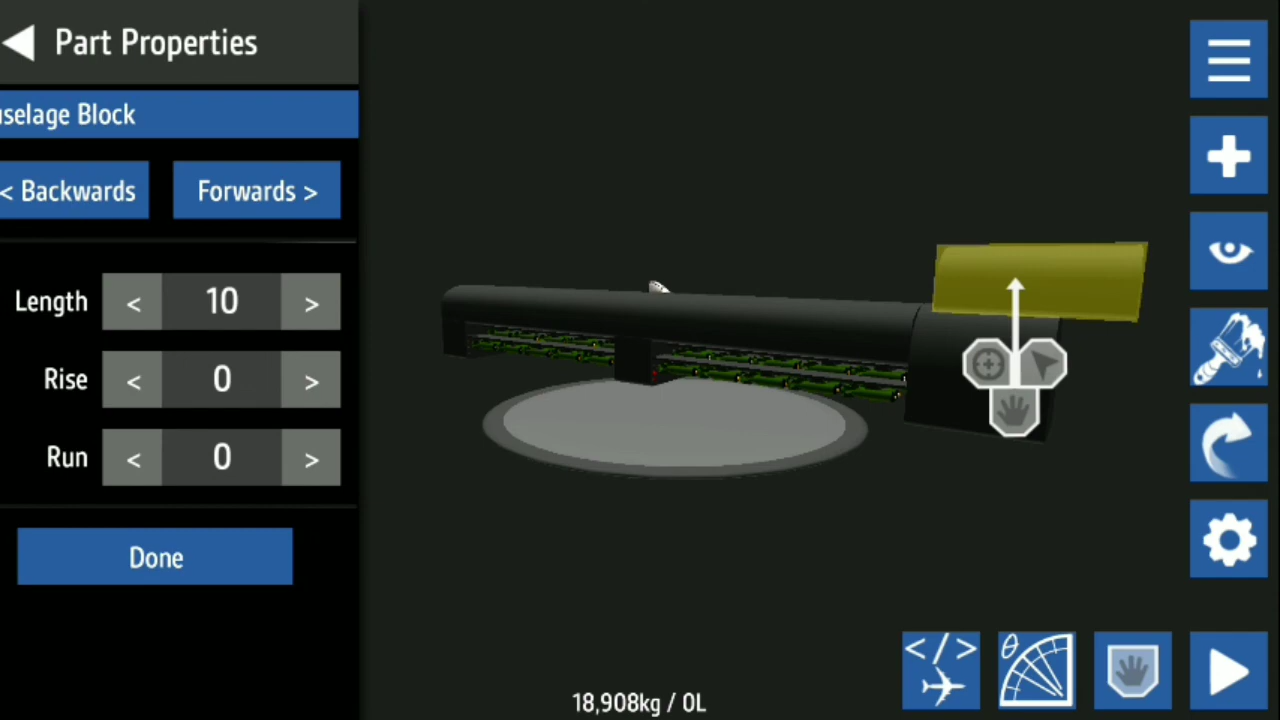 Part Properties
uselage Block
< Backwards
Forwards >
Length < 10 >
Rise < 0 >
Run < 0 >
Done
</>
θ
18,908kg / 0L